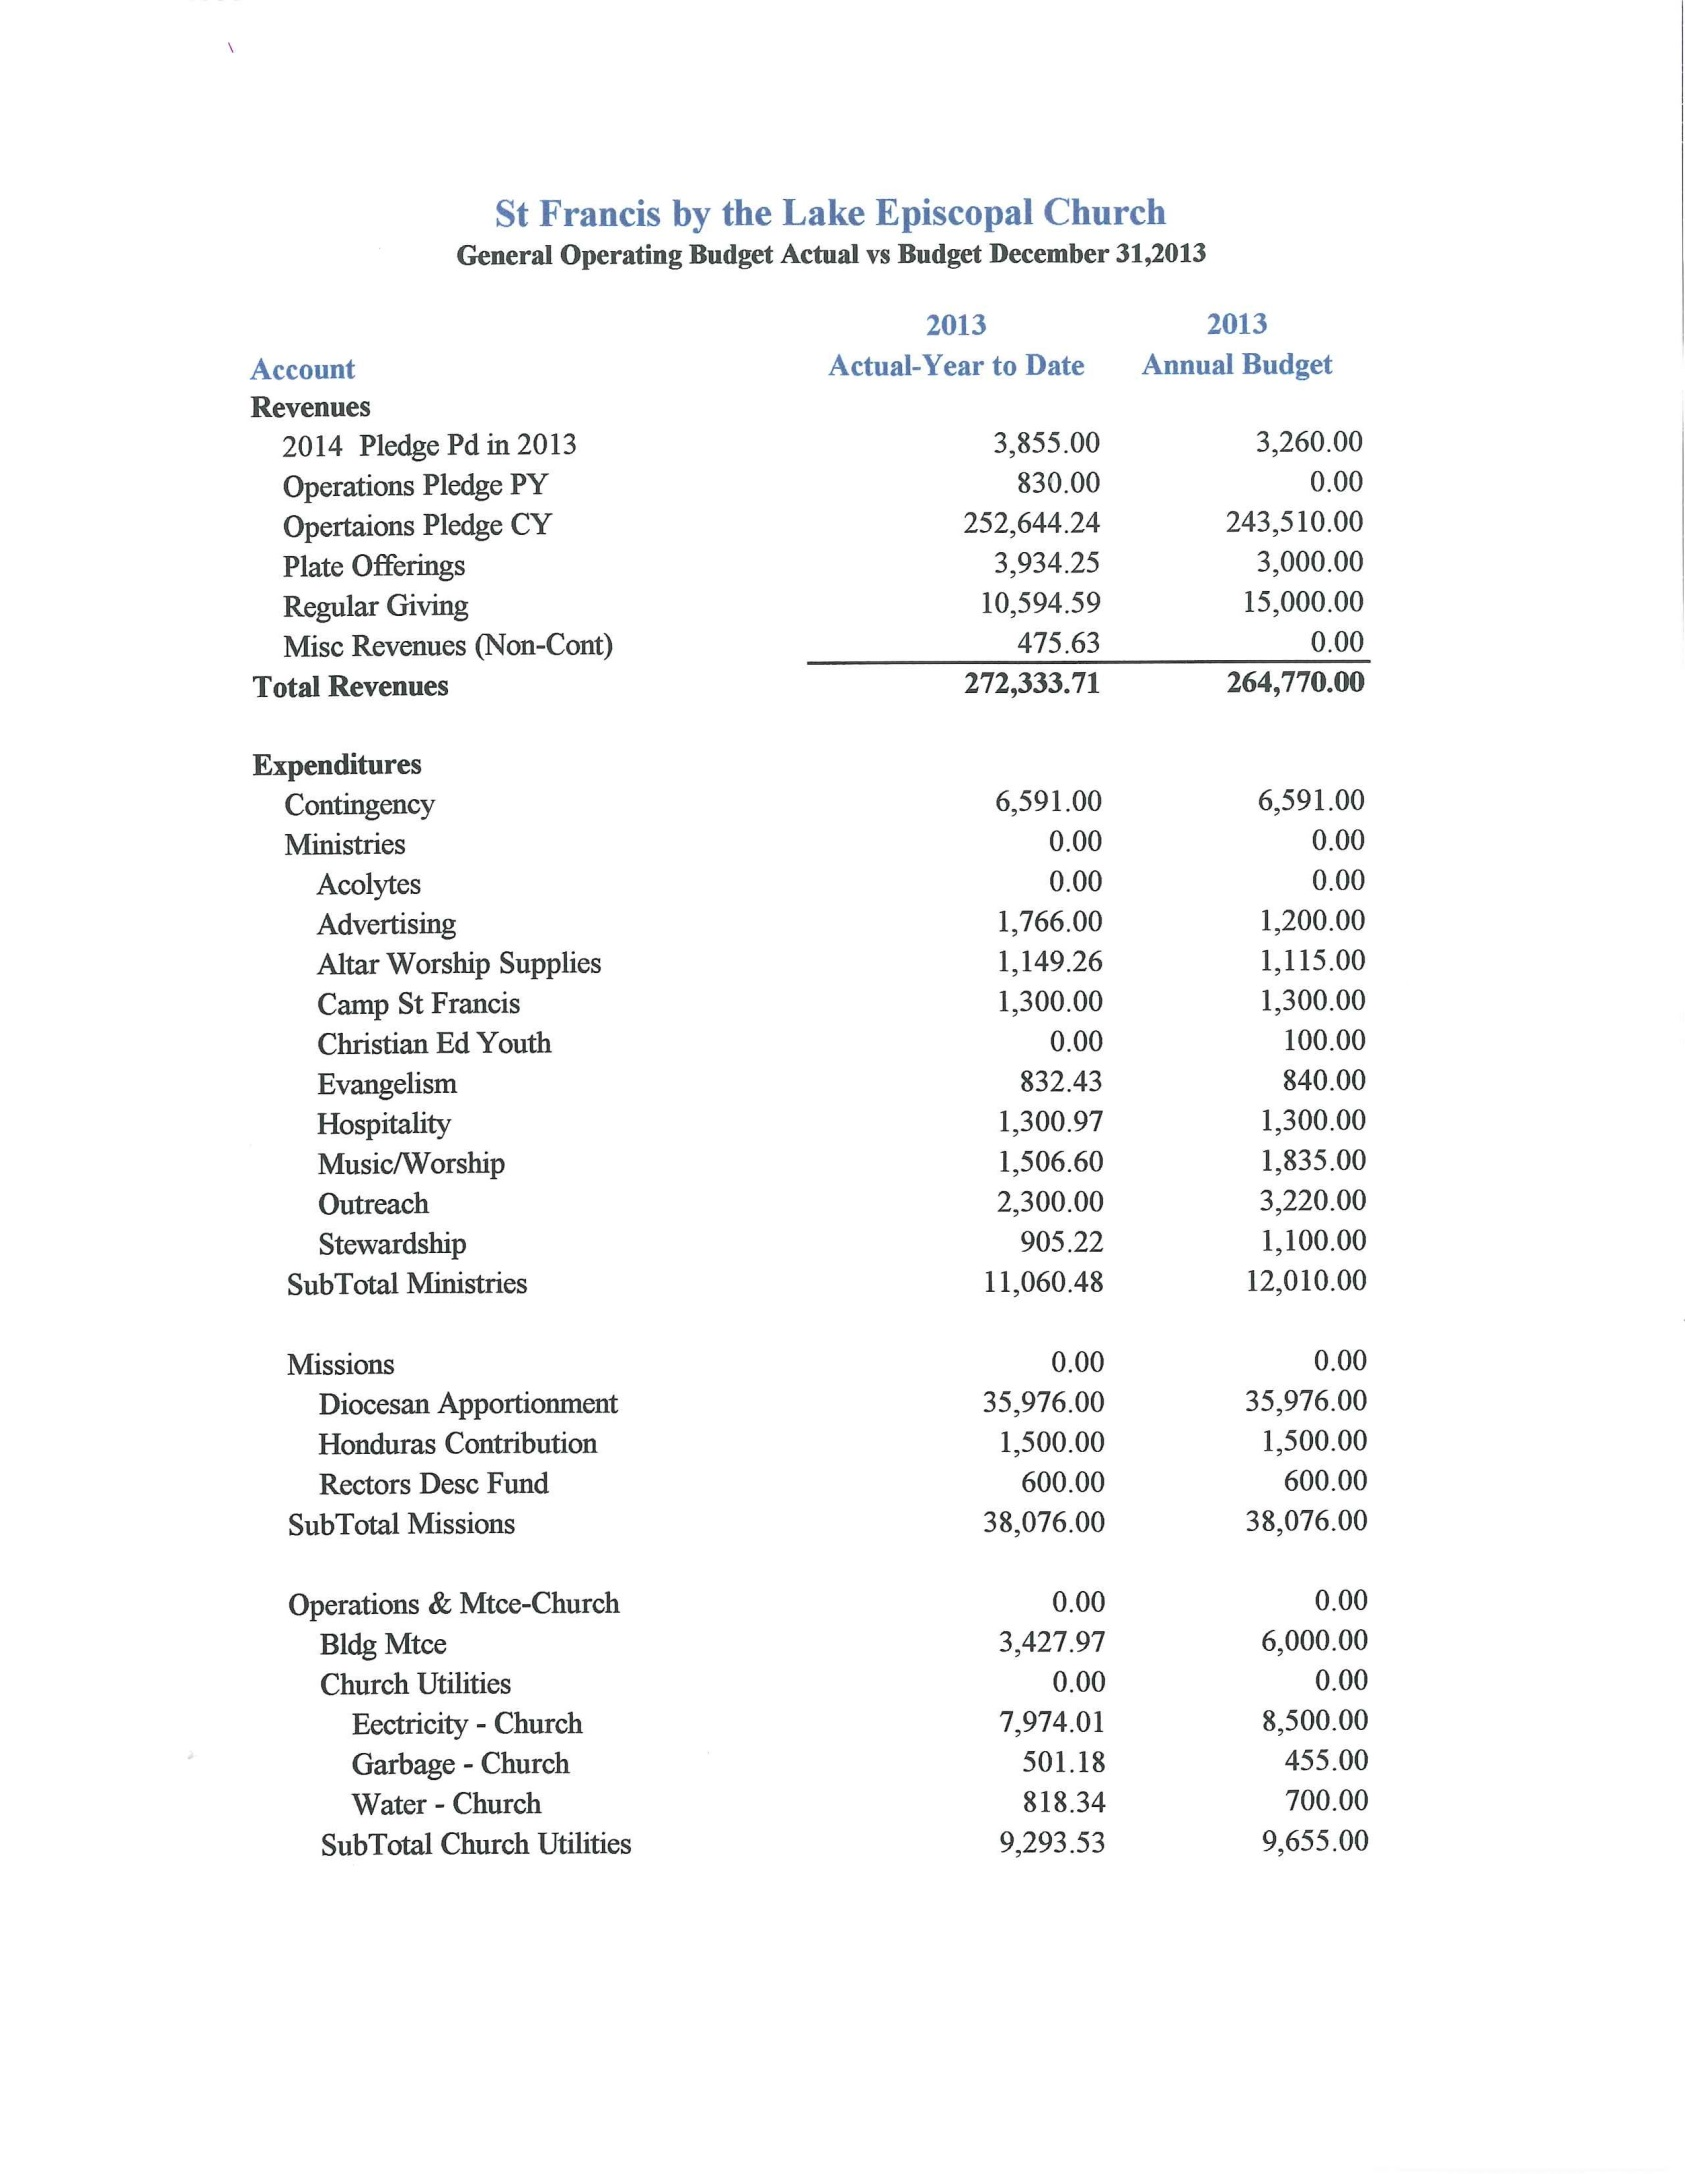 St Francis by the Lake Episcopal Church
General Operating Budget Actual vs Budget December 31,2013
2013 2013
Account Actual-Year to Date Annual Budget
Revenues
2014 Pledge Pd in 2013 3,855.00 3,260.00
Operations Pledge PY 830.00 0.00
Opertaions Pledge CY 252,644.24 243,510.00
Plate Offerings 3,934.25 3,000.00
Regular Giving 10,594.59 15,000.00
Misc Revenues (Non-Cont) 475.63 0.00
Total Revenues 272,333.71 264,770.00
Expenditures
Contingency 6,591.00 6,591.00
Ministries 0.00 0.00
Acolytes 0.00 0.00
Advertising 1,766.00 1,200.00
Altar Worship Supplies 1,149.26 1,115.00
Camp St Francis 1,300.00 1,300.00
Christian Ed Youth 0.00 100.00
Evangelism 832.43 840.00
Hospitality 1,300.97 1,300.00
Music/Worship 1,506.60 1,835.00
Outreach 2,300.00 3,220.00
Stewardship 905.22 1,100.00
SubTotal Ministries 11,060.48 12,010.00
Missions 0.00 0.00
Diocesan Apportionment 35,976.00 35,976.00
Honduras Contribution 1,500.00 1,500.00
Rectors Desc Fund 600.00 600.00
SubTotal Missions 38,076.00 38,076.00
Operations & Mtce-Church 0.00 0.00
Bldg Mtce 3,427.97 6,000.00
Church Utilities 0.00 0.00
Eectricity - Church 7,974.01 8,500.00
Garbage - Church 501.18 455.00
Water - Church 818.34 700.00
SubTotal Church Utilities 9,293.53 9,655.00